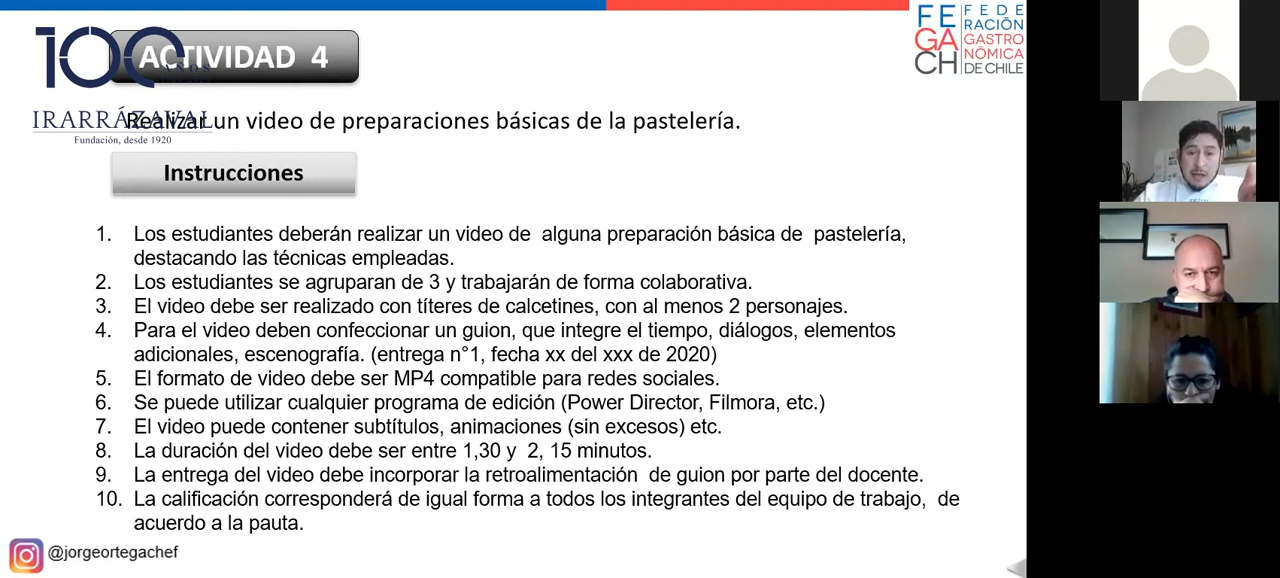 ACTIVIDAD 4
100
AÑOS
IRARRÁZAVAL
Fundación, desde 1920
FEGACH
FEDE
RACIÓN
GASTRO
NÓMICA
DE CHILE
Realizar un video de preparaciones básicas de la pastelería.
Instrucciones
1. Los estudiantes deberán realizar un video de alguna preparación básica de pastelería,
destacando las técnicas empleadas.
2. Los estudiantes se agruparan de 3 y trabajarán de forma colaborativa.
3. El video debe ser realizado con títeres de calcetines, con al menos 2 personajes.
4. Para el video deben confeccionar un guion, que integre el tiempo, diálogos, elementos
adicionales, escenografía. (entrega n°1, fecha xx del xxx de 2020)
5. El formato de video debe ser MP4 compatible para redes sociales.
6. Se puede utilizar cualquier programa de edición (Power Director, Filmora, etc.)
7. El video puede contener subtítulos, animaciones (sin excesos) etc.
8. La duración del video debe ser entre 1,30 y 2, 15 minutos.
9. La entrega del video debe incorporar la retroalimentación de guion por parte del docente.
10. La calificación corresponderá de igual forma a todos los integrantes del equipo de trabajo, de
acuerdo a la pauta.
@jorgeortegachef